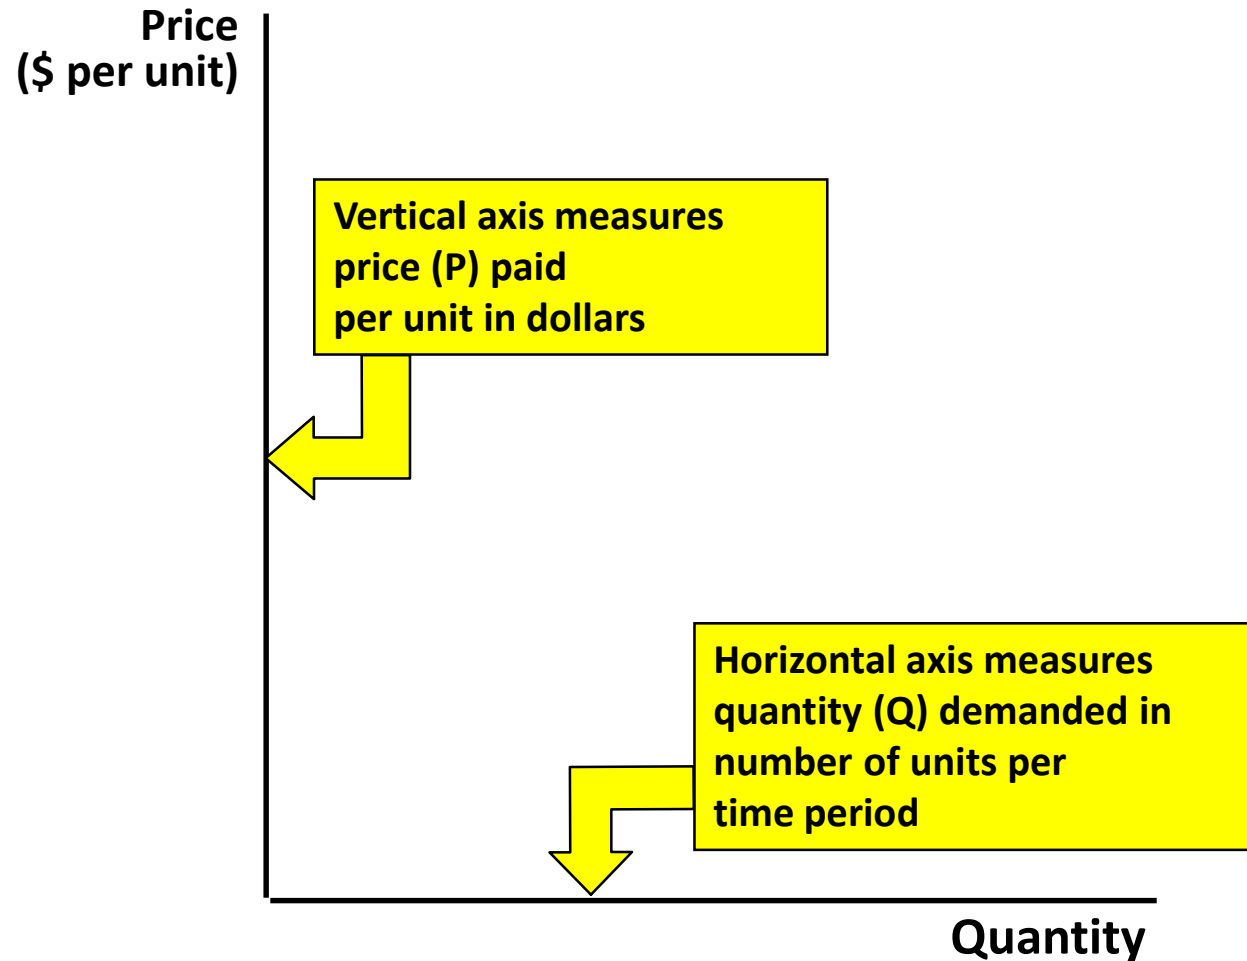 Price
($ per unit)
Vertical axis measures
price (P) paid
per unit in dollars
Horizontal axis measures
quantity (Q) demanded in
number of units per
time period
Quantity